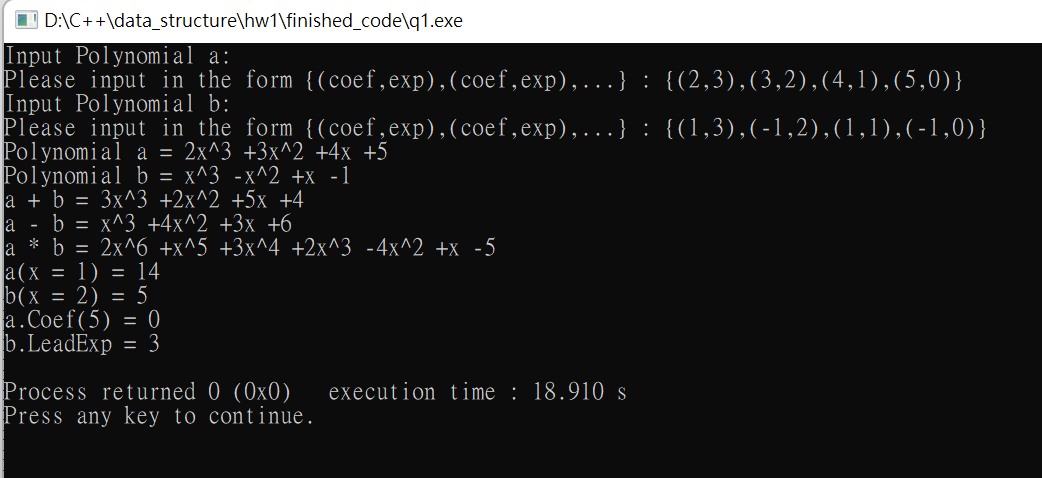 D:\C++\data_structure\hw1\finished_code\q1.exe
Input Polynomial a:
Please input in the form {(coef,exp),(coef,exp),...} : {(2,3),(3,2),(4,1),(5,0)}
Input Polynomial b:
Please input in the form {(coef,exp),(coef,exp),...} : {(1,3),(-1,2),(1,1),(-1,0)}
Polynomial a = 2x^3 +3x^2 +4x +5
Polynomial b = x^3 -x^2 +x -1
a + b = 3x^3 +2x^2 +5x +4
a - b = x^3 +4x^2 +3x +6
a * b = 2x^6 +x^5 +3x^4 +2x^3 -4x^2 +x -5
a(x = 1) = 14
b(x = 2) = 5
a.Coef(5) = 0
b.LeadExp = 3
Process returned 0 (0x0)   execution time : 18.910 s
Press any key to continue.